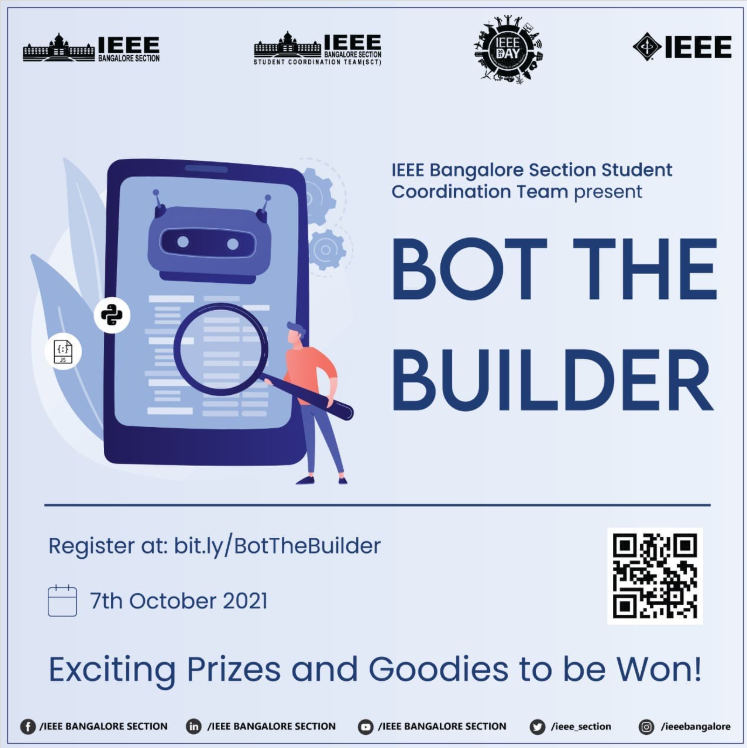 IEEE
BANGALORE SECTION
IEEE
BANGALORE SECTION
STUDENT COORDINATION TEAM(SCT)
IEEE
DAY
IEEE
IEEE Bangalore Section Student
Coordination Team present
BOT THE
BUILDER
{;}
JS
Register at: bit.ly/BotTheBuilder
7th October 2021
Exciting Prizes and Goodies to be Won!
/IEEE BANGALORE SECTION
/IEEE BANGALORE SECTION
/IEEE BANGALORE SECTION
/ieee_section
/ieeebangalore